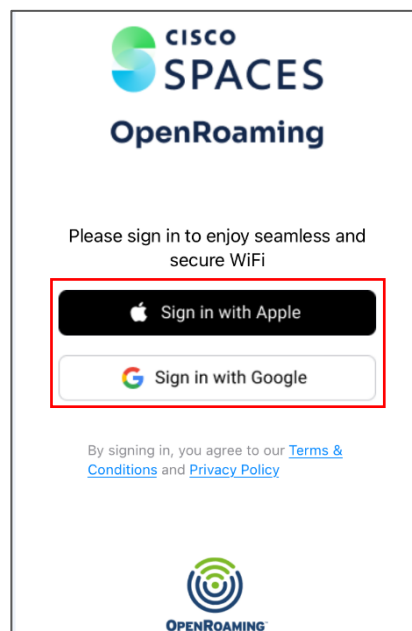 CISCO
SPACES
OpenRoaming
Please sign in to enjoy seamless and
secure WiFi
Sign in with Apple
Sign in with Google
By signing in, you agree to our Terms &
Conditions and Privacy Policy
OPENROAMING